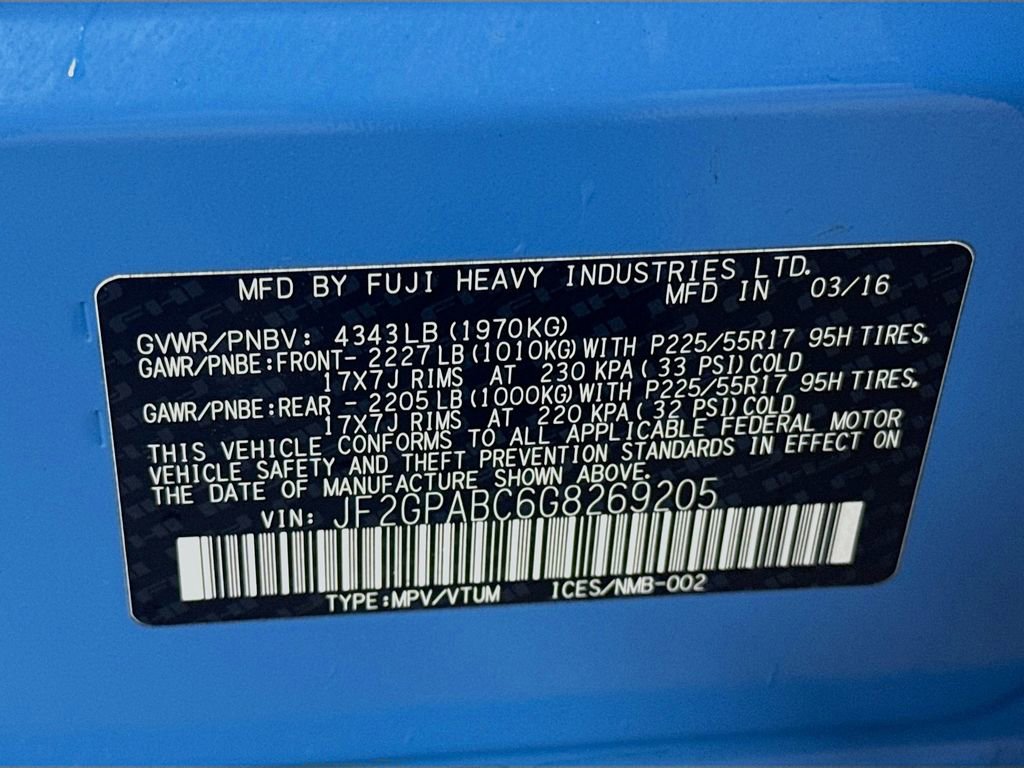 MFD BY FUJI HEAVY INDUSTRIES LTD.
MFD IN 03/16
GVWR/PNBV: 4343LB (1970KG)
GAWR/PNBE:FRONT- 2227LB(1010KG)WITH P225/55R17 95H TIRES,
17X7J RIMS AT 230 KPA( 33 PSI)COLD
GAWR/PNBE:REAR - 2205LB(1000KG)WITH P225/55R17 95H TIRES,
17X7J RIMS AT 220 KPA( 32 PSI)COLD
THIS VEHICLE CONFORMS TO ALL APPLICABLE FEDERAL MOTOR
VEHICLE SAFETY AND THEFT PREVENTION STANDARDS IN EFFECT ON
THE DATE OF MANUFACTURE SHOWN ABOVE.
VIN: JF2GPABC6G8269205
TYPE:MPV/VTUM ICES/NMB-002